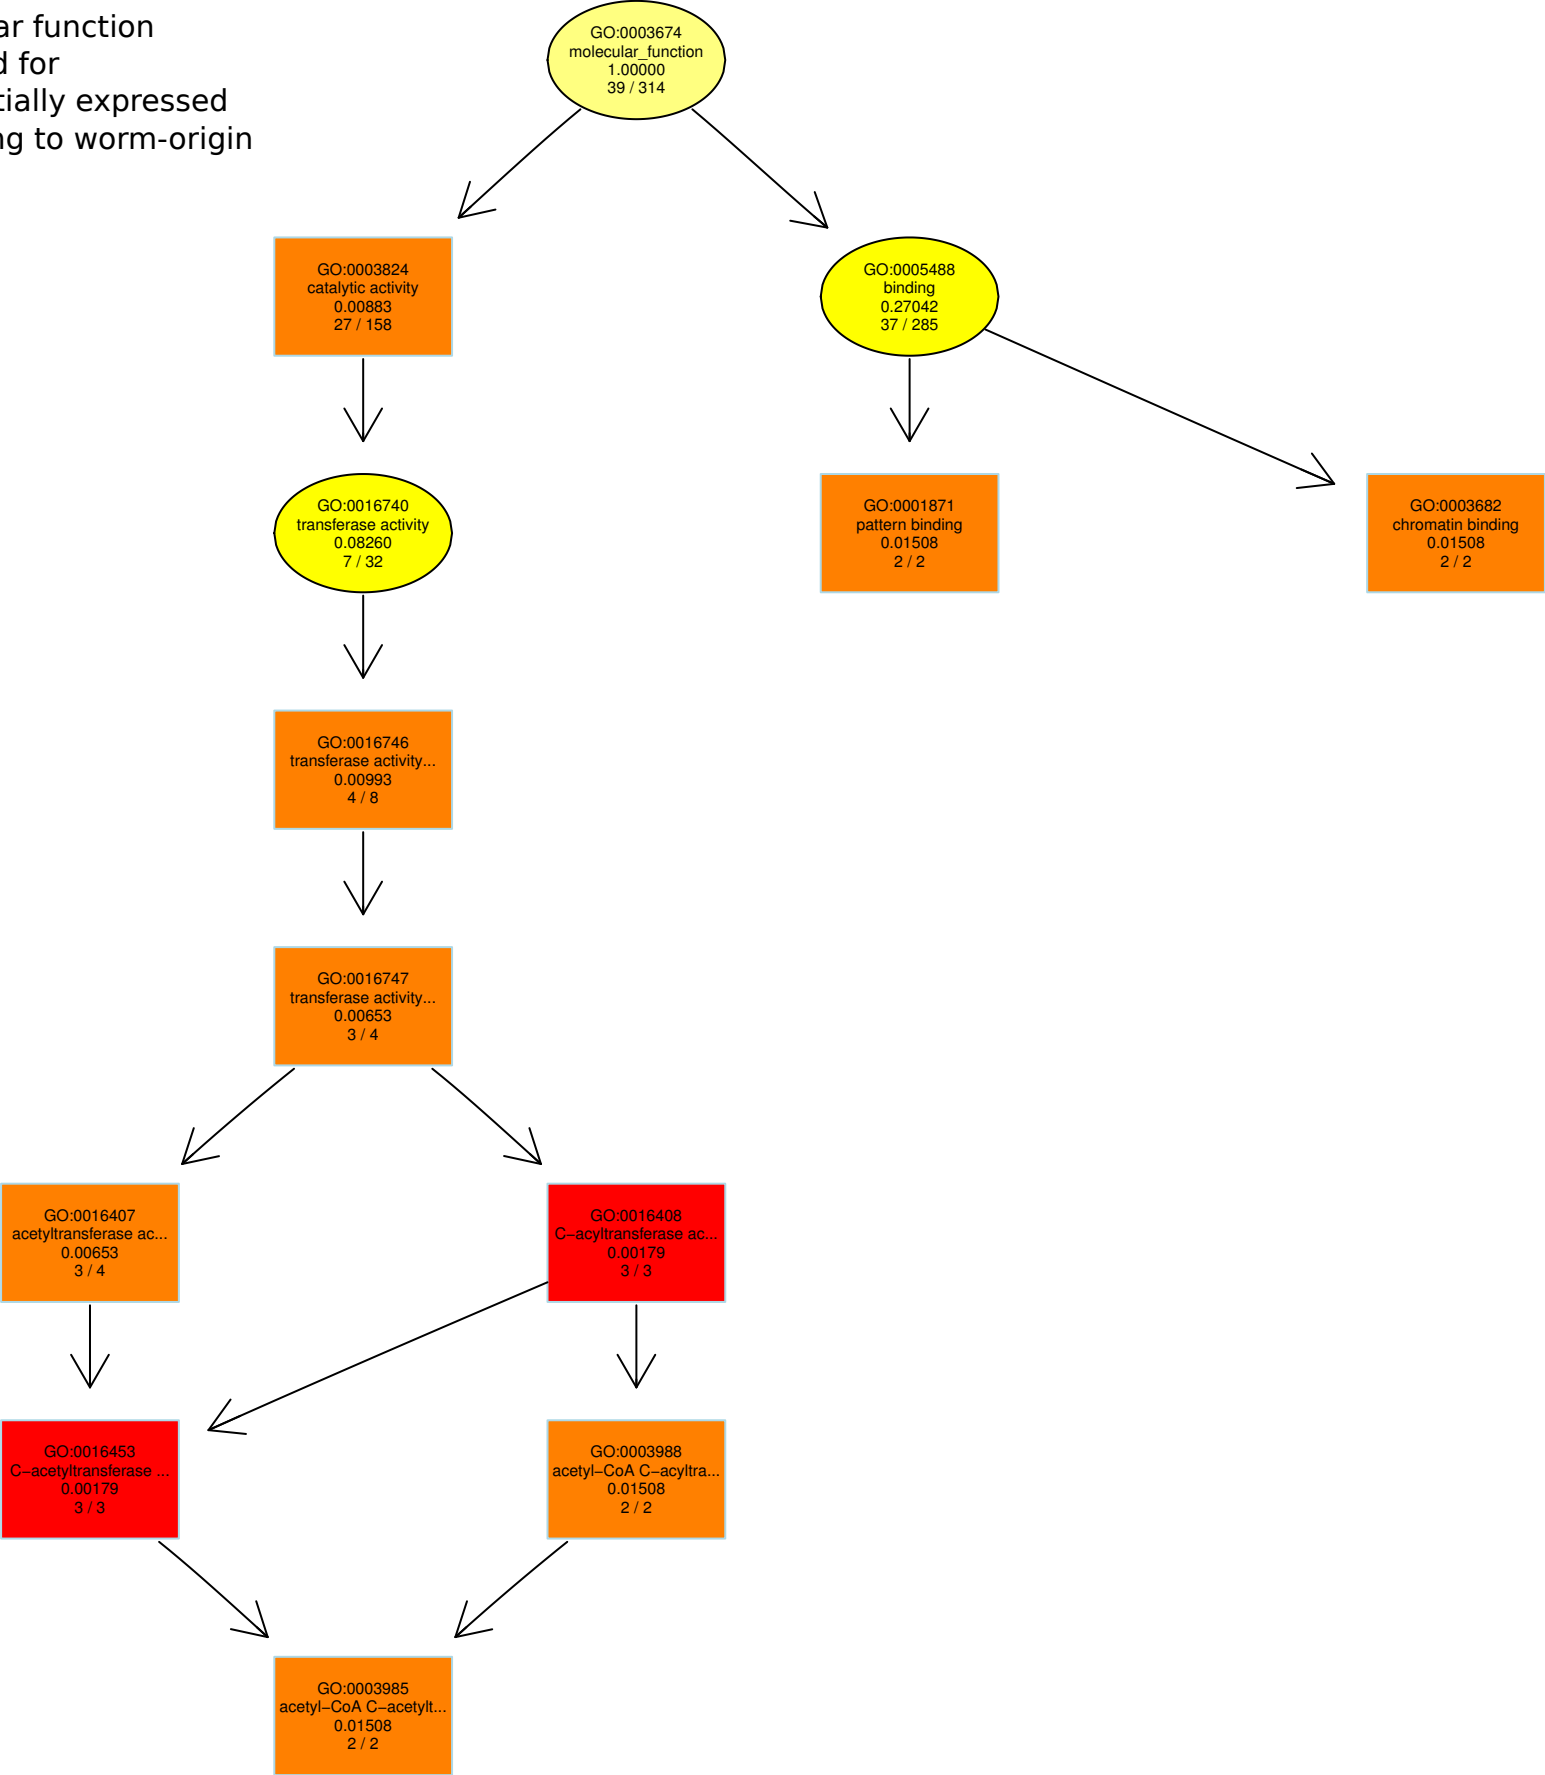 ar function
d for
tially expressed
ng to worm-origin
GO:0003674
molecular_function
1.00000
39 / 314
GO:0003824
catalytic activity
0.00883
27 / 158
GO:0005488
binding
0.27042
37 / 285
GO:0016740
transferase activity
0.08260
7 / 32
GO:0001871
pattern binding
0.01508
2 / 2
GO:0003682
chromatin binding
0.01508
2 / 2
GO:0016746
transferase activity...
0.00993
4 / 8
GO:0016747
transferase activity...
0.00653
3 / 4
GO:0016407
acetyltransferase ac...
0.00653
3 / 4
GO:0016408
C−acyltransferase ac...
0.00179
3 / 3
GO:0016453
C−acetyltransferase ...
0.00179
3 / 3
GO:0003988
acetyl−CoA C−acyltra...
0.01508
2 / 2
GO:0003985
acetyl−CoA C−acetylt...
0.01508
2 / 2